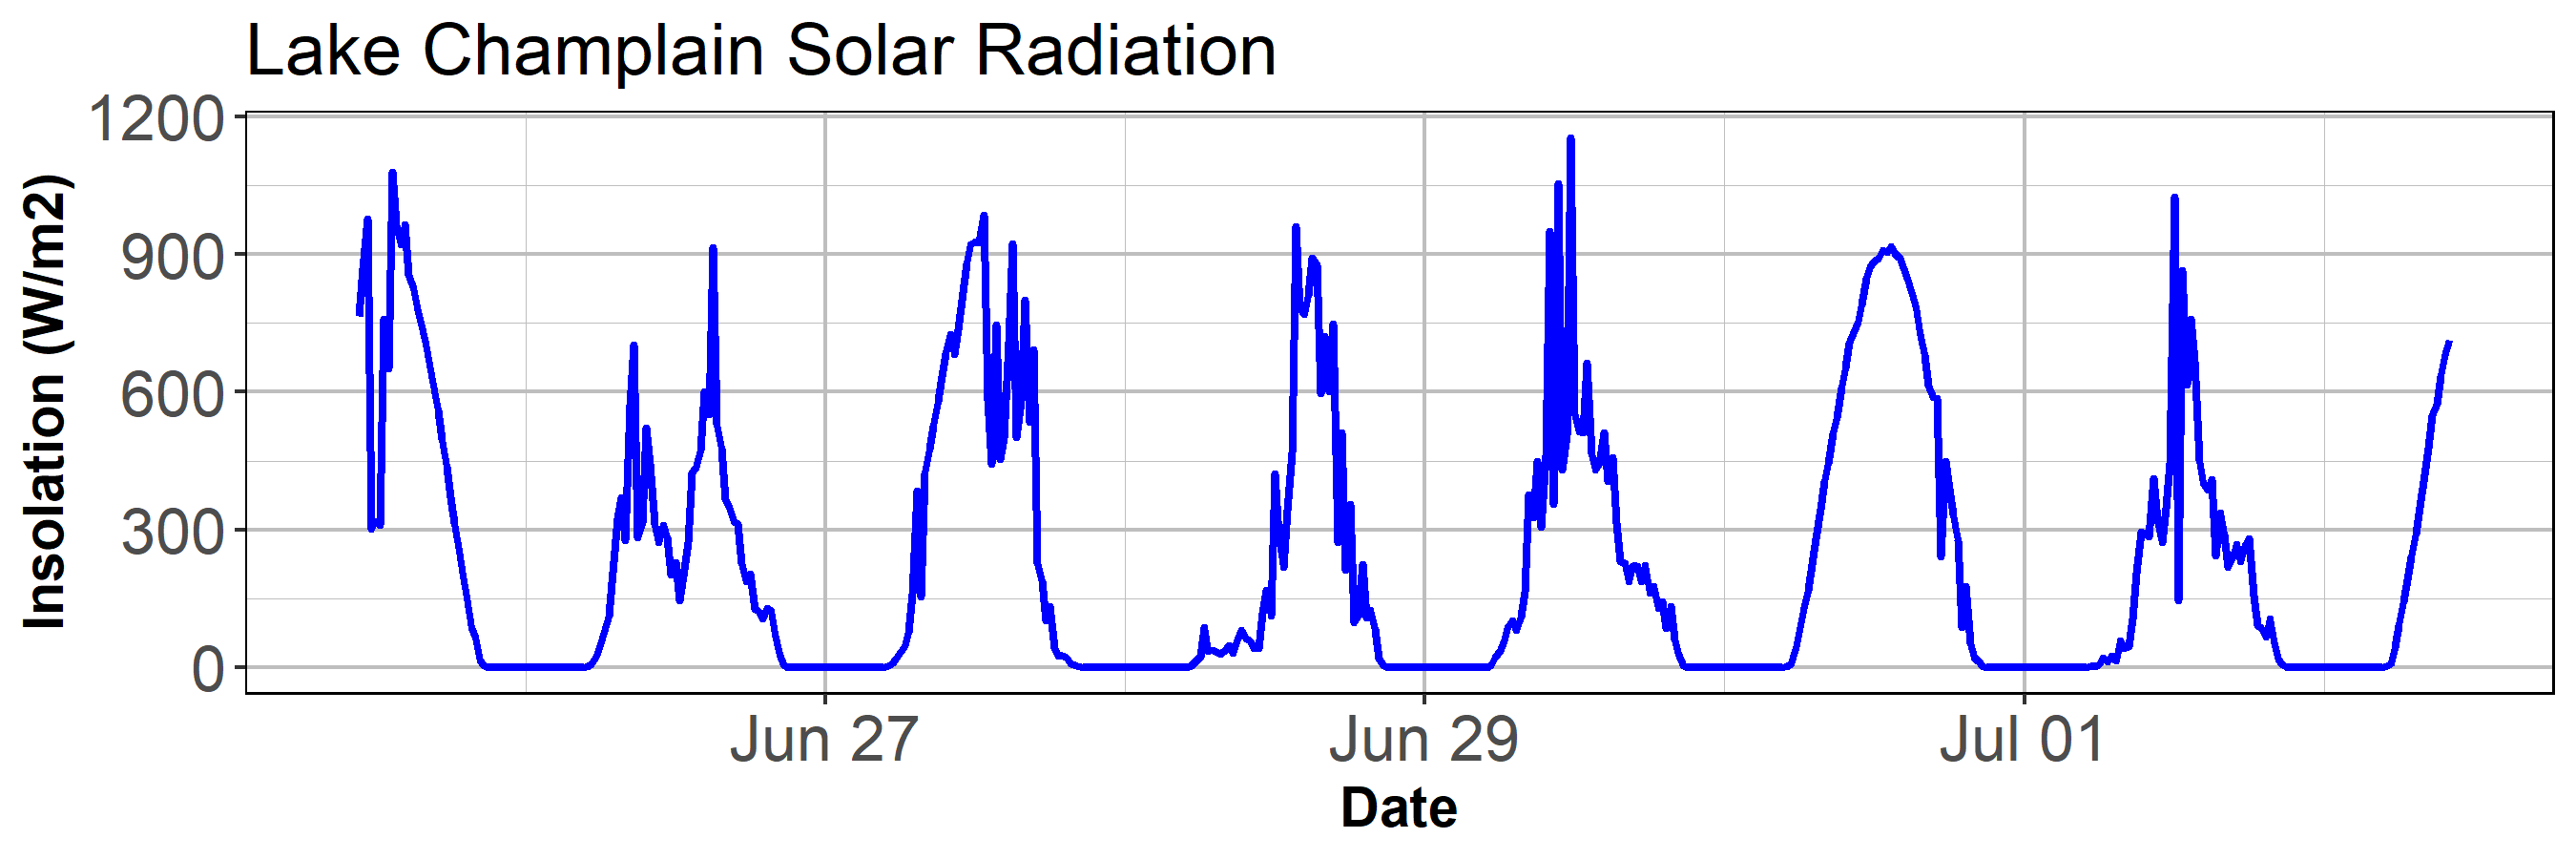 Lake Champlain Solar Radiation
1200
900
600
300
0
Insolation (W/m2)
Jun 27 Jun 29 Jul 01
Date